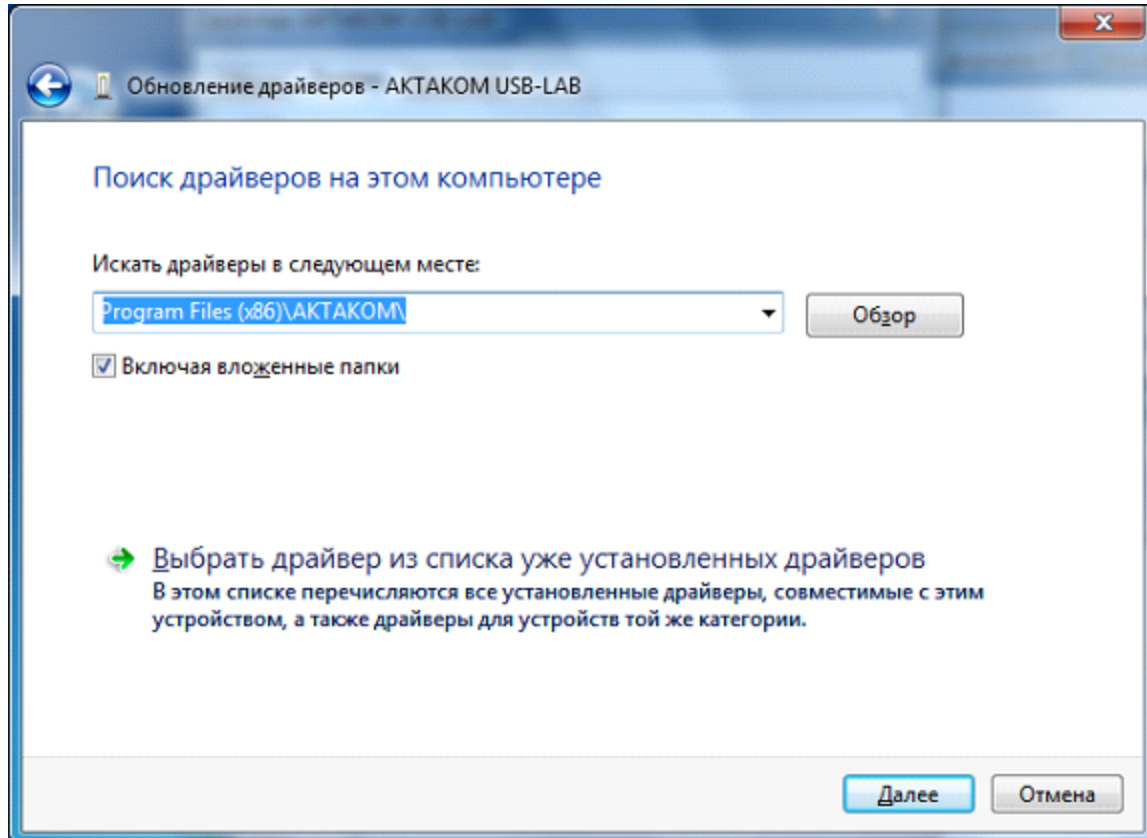 Обновление драйверов - AKTAKOM USB-LAB
Поиск драйверов на этом компьютере
Искать драйверы в следующем месте:
Program Files (x86)\AKTAKOM\
Обзор
Включая вложенные папки
Выбрать драйвер из списка уже установленных драйверов
В этом списке перечисляются все установленные драйверы, совместимые с этим
устройством, а также драйверы для устройств той же категории.
Далее
Отмена